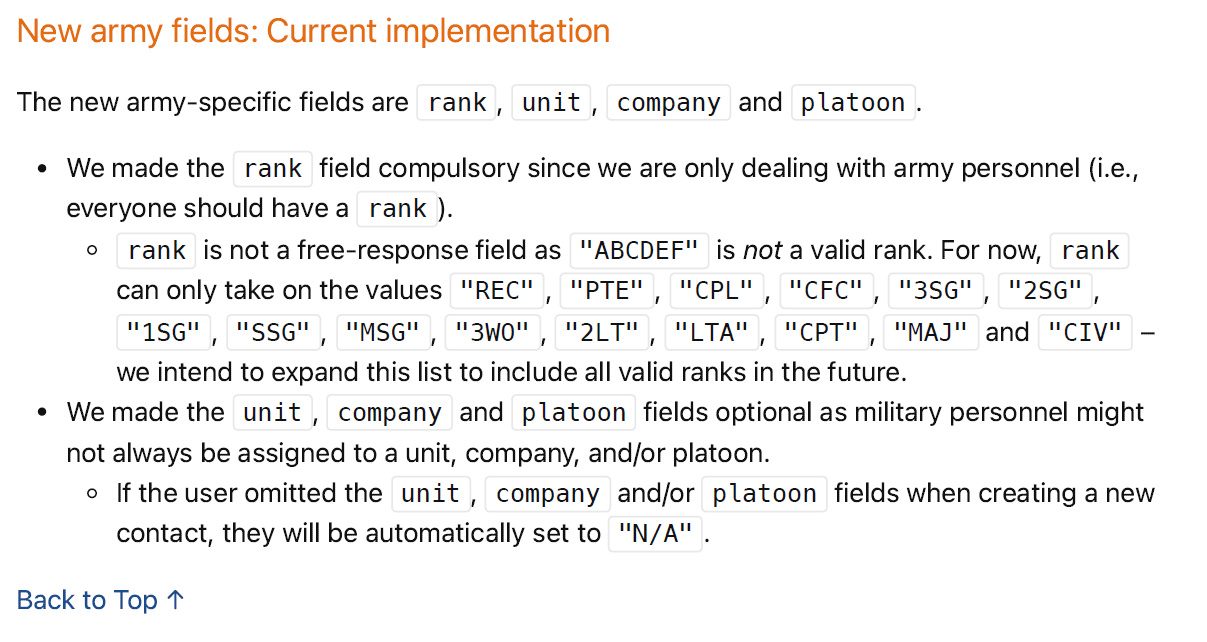 New army fields: Current implementation
The new army-specific fields are rank, unit, company and platoon.
• We made the rank field compulsory since we are only dealing with army personnel (i.e.,
everyone should have a rank).
◦ rank is not a free-response field as "ABCDEF" is not a valid rank. For now, rank
can only take on the values "REC", "PTE", "CPL", "CFC", "3SG", "2SG",
"1SG", "SSG", "MSG", "3WO", "2LT", "LTA", "CPT", "MAJ" and "CIV" –
we intend to expand this list to include all valid ranks in the future.
• We made the unit, company and platoon fields optional as military personnel might
not always be assigned to a unit, company, and/or platoon.
◦ If the user omitted the unit, company and/or platoon fields when creating a new
contact, they will be automatically set to "N/A".
Back to Top ↑